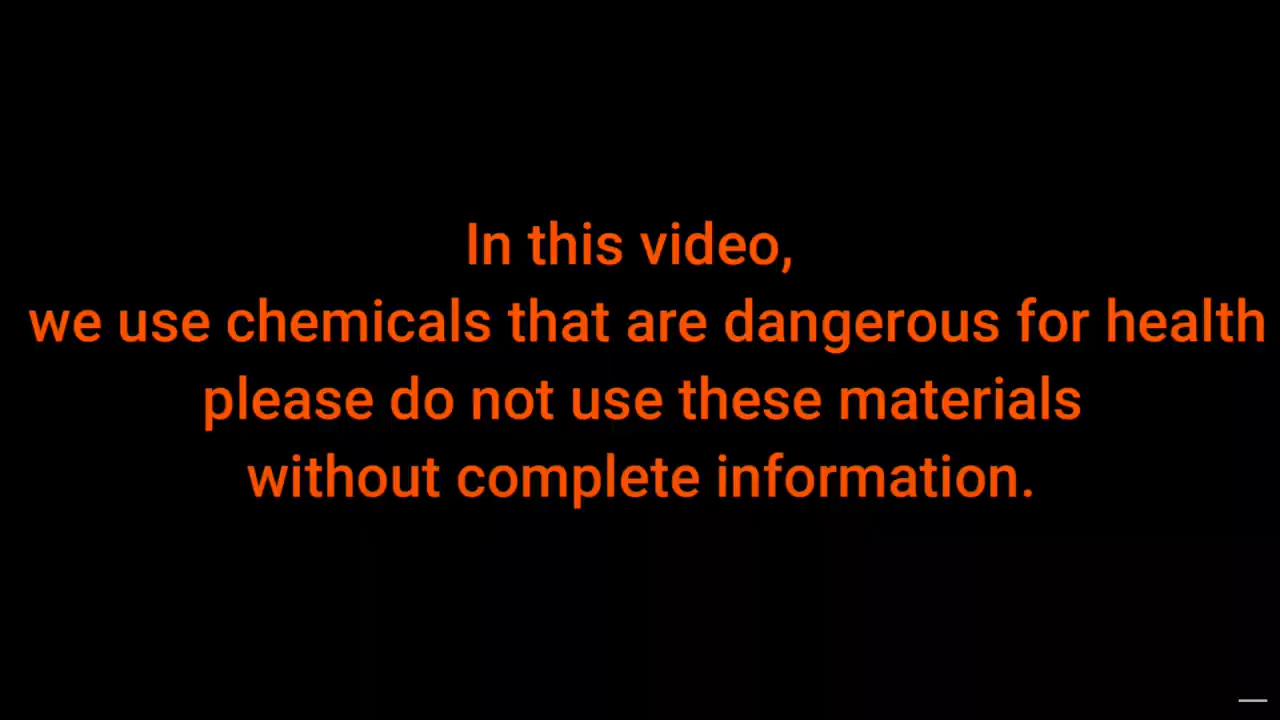 In this video,
we use chemicals that are dangerous for health
please do not use these materials
without complete information.